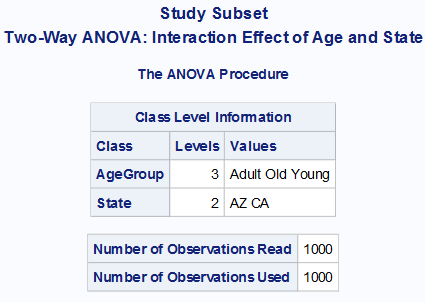 Study Subset
Two-Way ANOVA: Interaction Effect of Age and State
The ANOVA Procedure
Class Level Information
Class Levels Values
AgeGroup 3 Adult Old Young
State 2 AZ CA
Number of Observations Read 1000
Number of Observations Used 1000